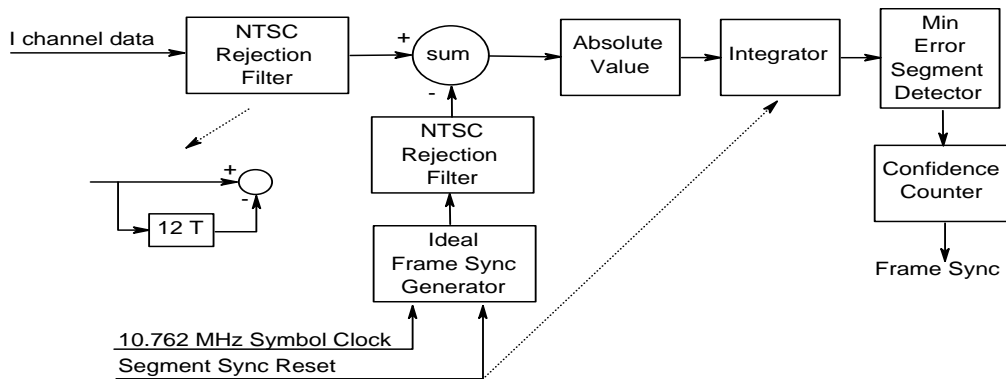 I channel data
NTSC
Rejection
Filter
+
sum
-
Absolute
Value
Integrator
Min
Error
Segment
Detector
NTSC
Rejection
Filter
+
-
12 T
Confidence
Counter
Ideal
Frame Sync
Generator
Frame Sync
10.762 MHz Symbol Clock
Segment Sync Reset